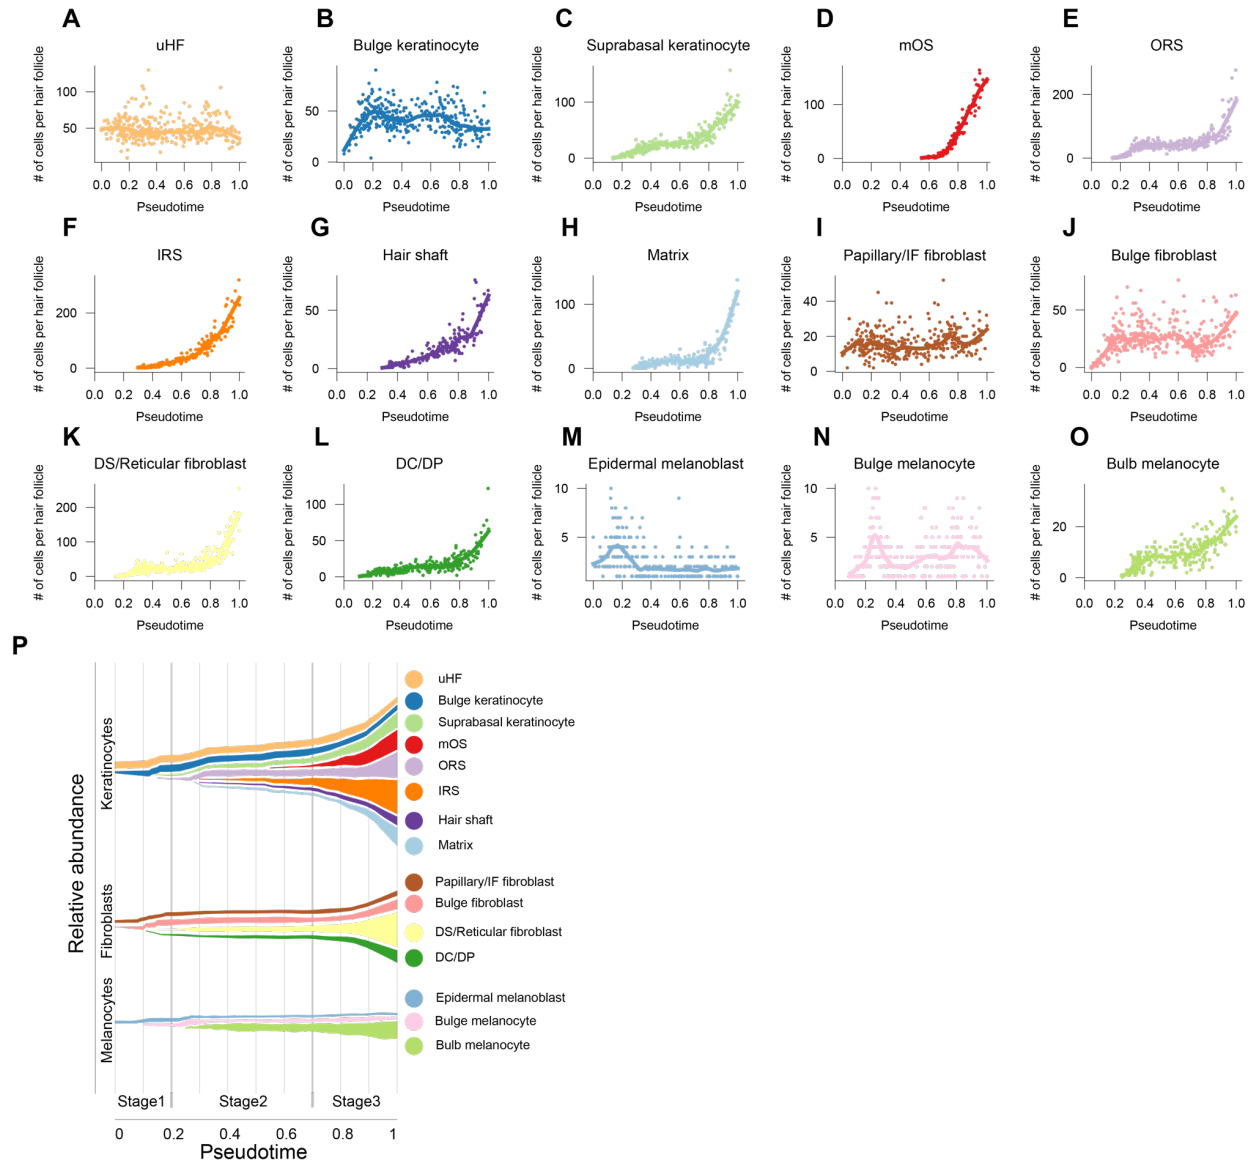 A
uHF
# of cells per hair follicle
100
50
0.0 0.2 0.4 0.6 0.8 1.0
Pseudotime
B
Bulge keratinocyte
# of cells per hair follicle
50
0
0.0 0.2 0.4 0.6 0.8 1.0
Pseudotime
C
Suprabasal keratinocyte
# of cells per hair follicle
100
0
0.0 0.2 0.4 0.6 0.8 1.0
Pseudotime
D
mOS
# of cells per hair follicle
100
0
0.0 0.2 0.4 0.6 0.8 1.0
Pseudotime
E
ORS
# of cells per hair follicle
200
0
0.0 0.2 0.4 0.6 0.8 1.0
Pseudotime
F
IRS
# of cells per hair follicle
200
0
0.0 0.2 0.4 0.6 0.8 1.0
Pseudotime
G
Hair shaft
# of cells per hair follicle
50
0
0.0 0.2 0.4 0.6 0.8 1.0
Pseudotime
H
Matrix
# of cells per hair follicle
100
0
0.0 0.2 0.4 0.6 0.8 1.0
Pseudotime
I
Papillary/IF fibroblast
# of cells per hair follicle
40
20
10
0
0.0 0.2 0.4 0.6 0.8 1.0
Pseudotime
J
Bulge fibroblast
# of cells per hair follicle
50
0
0.0 0.2 0.4 0.6 0.8 1.0
Pseudotime
K
DS/Reticular fibroblast
# of cells per hair follicle
200
100
0
0.0 0.2 0.4 0.6 0.8 1.0
Pseudotime
L
DC/DP
# of cells per hair follicle
100
50
0
0.0 0.2 0.4 0.6 0.8 1.0
Pseudotime
M
Epidermal melanoblast
# of cells per hair follicle
10
5
0.0 0.2 0.4 0.6 0.8 1.0
Pseudotime
N
Bulge melanocyte
# of cells per hair follicle
10
5
0.0 0.2 0.4 0.6 0.8 1.0
Pseudotime
O
Bulb melanocyte
# of cells per hair follicle
20
0
0.0 0.2 0.4 0.6 0.8 1.0
Pseudotime
P
Relative abundance
Keratinocytes
uHF
Bulge keratinocyte
Suprabasal keratinocyte
mOS
ORS
IRS
Hair shaft
Matrix
Fibroblasts
Papillary/IF fibroblast
Bulge fibroblast
DS/Reticular fibroblast
DC/DP
Melanocytes
Epidermal melanoblast
Bulge melanocyte
Bulb melanocyte
Stage1 Stage2 Stage3
0 0.2 0.4 0.6 0.8 1
Pseudotime